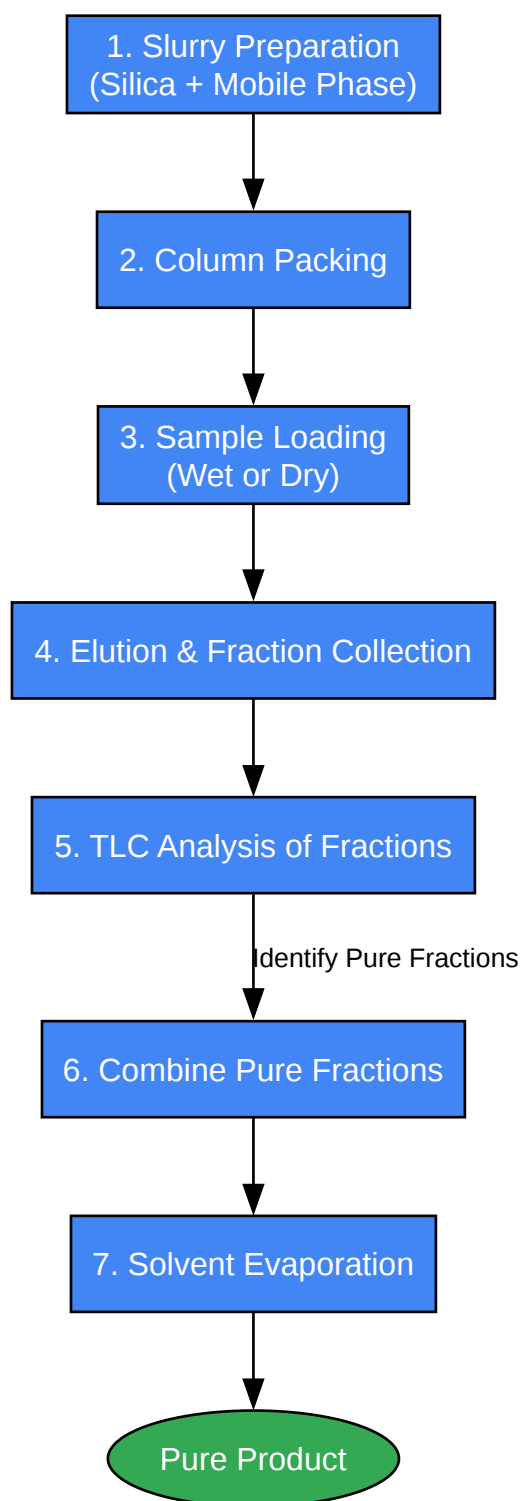 1. Slurry Preparation
(Silica + Mobile Phase)
2. Column Packing
3. Sample Loading
(Wet or Dry)
4. Elution & Fraction Collection
5. TLC Analysis of Fractions
Identify Pure Fractions
6. Combine Pure Fractions
7. Solvent Evaporation
Pure Product